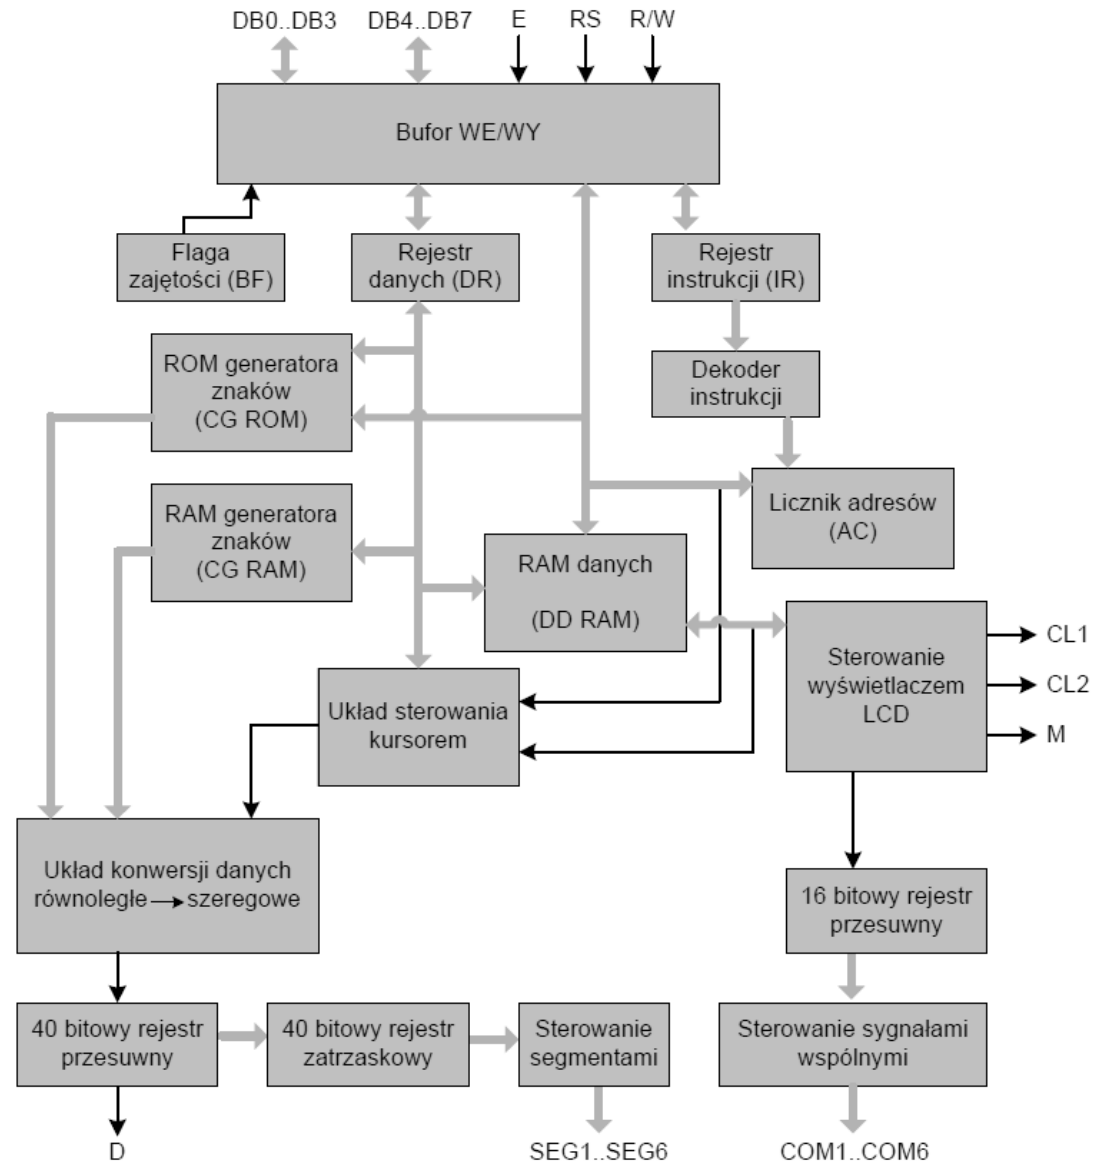 DB0..DB3
DB4..DB7
E
RS
R/W
Bufor WE/WY
Flaga
zajętości (BF)
Rejestr
danych (DR)
Rejestr
instrukcji (IR)
ROM generatora
znaków
(CG ROM)
Dekoder
instrukcji
RAM generatora
znaków
(CG RAM)
Licznik adresów
(AC)
RAM danych
(DD RAM)
Sterowanie
wyświetlaczem
LCD
CL1
CL2
M
Układ sterowania
kursorem
Układ konwersji danych
równoległe → szeregowe
16 bitowy rejestr
przesuwny
40 bitowy rejestr
przesuwny
40 bitowy rejestr
zatrzaskowy
Sterowanie
segmentami
Sterowanie sygnałami
wspólnymi
D
SEG1..SEG6
COM1..COM6